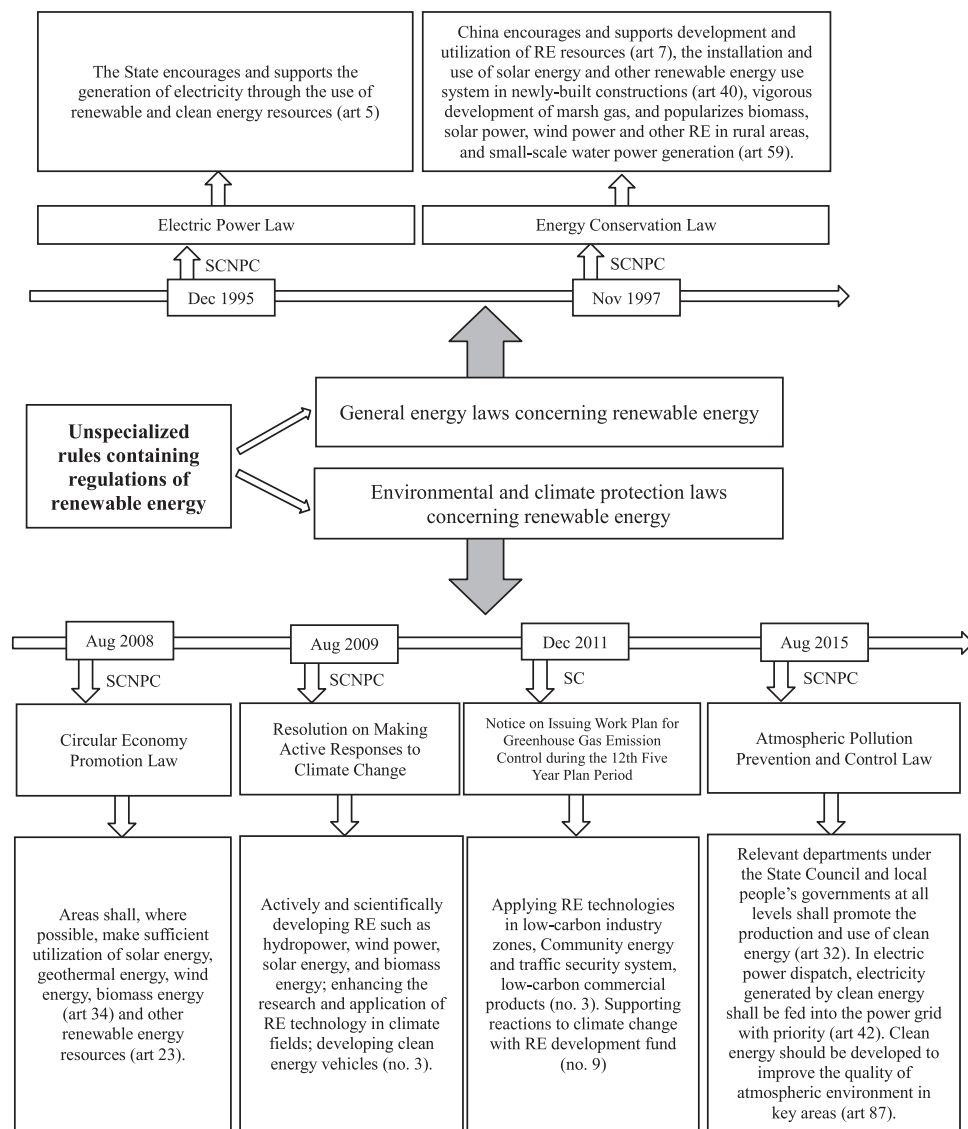 The State encourages and supports the
generation of electricity through the use of
renewable and clean energy resources (art 5)
China encourages and supports development and
utilization of RE resources (art 7), the installation and
use of solar energy and other renewable energy use
system in newly-built constructions (art 40), vigorous
development of marsh gas, and popularizes biomass,
solar power, wind power and other RE in rural areas,
and small-scale water power generation (art 59).
Electric Power Law
Energy Conservation Law
SCNPC
SCNPC
Dec 1995
Nov 1997
General energy laws concerning renewable energy
Unspecialized
rules containing
regulations of
renewable energy
Environmental and climate protection laws
concerning renewable energy
Aug 2008
Aug 2009
Dec 2011
Aug 2015
SCNPC
SCNPC
SC
SCNPC
Circular Economy
Promotion Law
Resolution on Making
Active Responses to
Climate Change
Notice on Issuing Work Plan for
Greenhouse Gas Emission
Control during the 12th Five
Year Plan Period
Atmospheric Pollution
Prevention and Control Law
Areas shall, where
possible, make sufficient
utilization of solar energy,
geothermal energy, wind
energy, biomass energy
(art 34) and other
renewable energy
resources (art 23).
Actively and scientifically
developing RE such as
hydropower, wind power,
solar energy, and biomass
energy; enhancing the
research and application of
RE technology in climate
fields; developing clean
energy vehicles (no. 3).
Applying RE technologies
in low-carbon industry
zones, Community energy
and traffic security system,
low-carbon commercial
products (no. 3). Supporting
reactions to climate change
with RE development fund
(no. 9)
Relevant departments under
the State Council and local
people's governments at all
levels shall promote the
production and use of clean
energy (art 32). In electric
power dispatch, electricity
generated by clean energy
shall be fed into the power grid
with priority (art 42). Clean
energy should be developed to
improve the quality of
atmospheric environment in
key areas (art 87).